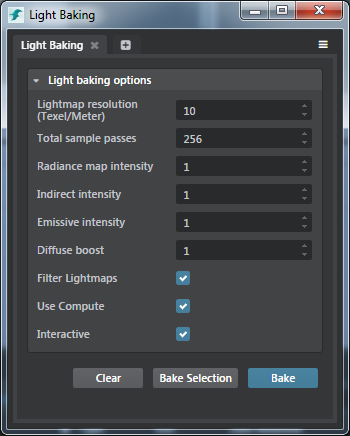 Light Baking
Light Baking
Light baking options
Lightmap resolution
(Texel/Meter)
10
Total sample passes
256
Radiance map intensity
1
Indirect intensity
1
Emissive intensity
1
Diffuse boost
1
Filter Lightmaps
Use Compute
Interactive
Clear
Bake Selection
Bake